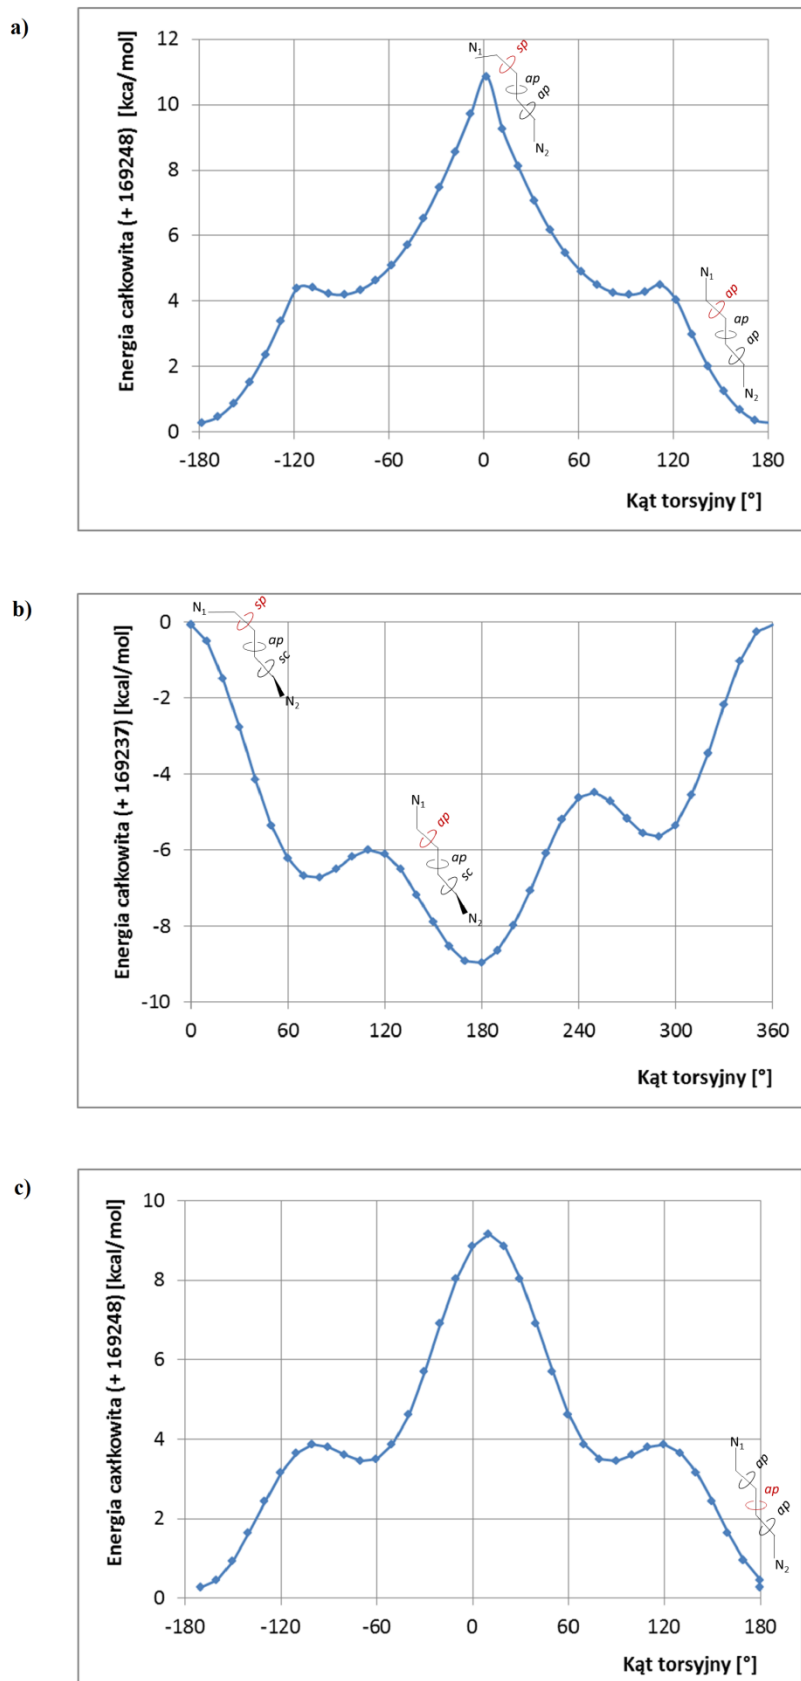 a)
Energia całkowita (+ 169248) [kca/mol]
12
10
8
6
4
2
0
-180 -120 -60 0 60 120 180
Kąt torsyjny [°]
N1 sp
ap
ap
N2
N1
ap
ap
ap
N2
b)
Energia całkowita (+ 169237) [kcal/mol]
0
-2
-4
-6
-8
-10
0 60 120 180 240 300 360
Kąt torsyjny [°]
N1 sp
ap
sc
N2
N1
ap
ap
sc
N2
c)
Energia caxłkowita (+ 169248) [kcal/mol]
10
8
6
4
2
0
-180 -120 -60 0 60 120 180
Kąt torsyjny [°]
N1
ap
ap
ap
N2